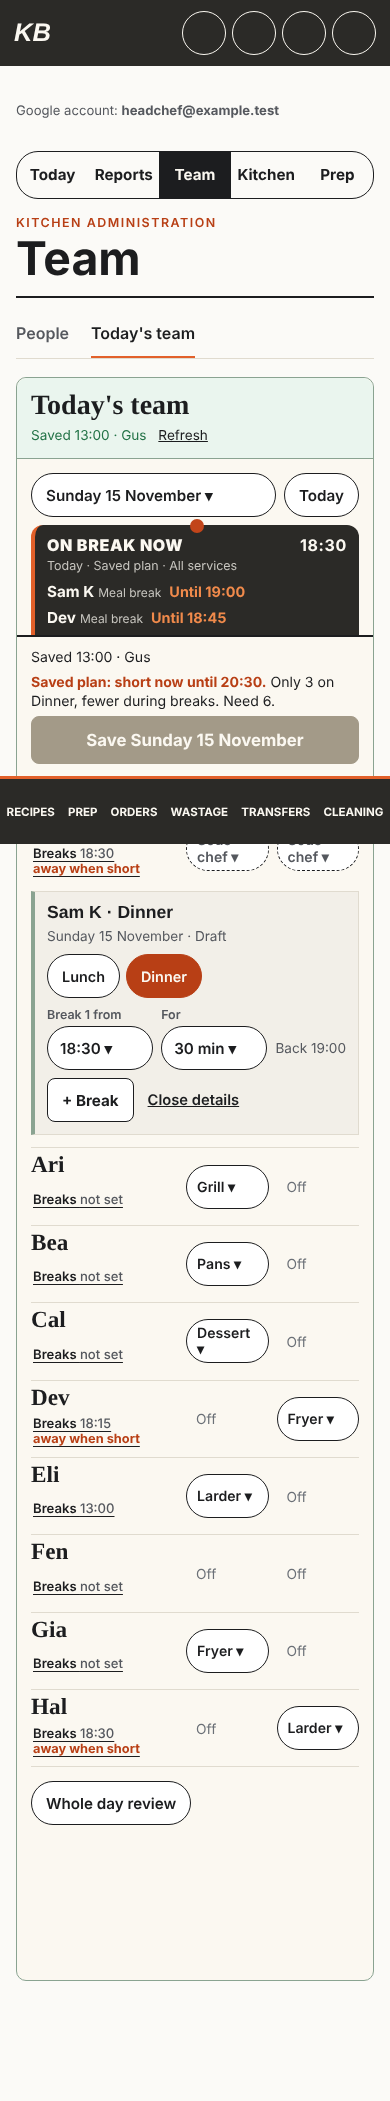 KB
Google account: headchef@example.test
Today Reports Team Kitchen Prep
KITCHEN ADMINISTRATION
Team
People Today's team
Today's team
Saved 13:00 · Gus Refresh
Sunday 15 November ▾ Today
ON BREAK NOW 18:30
Today · Saved plan · All services
Sam K Meal break Until 19:00
Dev Meal break Until 18:45
Saved 13:00 · Gus
Saved plan: short now until 20:30. Only 3 on
Dinner, fewer during breaks. Need 6.
Save Sunday 15 November
RECIPES PREP ORDERS WASTAGE TRANSFERS CLEANING
Breaks 18:30
chef ▾ chef ▾
away when short
Sam K · Dinner
Sunday 15 November · Draft
Lunch Dinner
Break 1 from For
18:30 ▾ 30 min ▾ Back 19:00
+ Break Close details
Ari
Breaks not set
Grill ▾ Off
Bea
Breaks not set
Pans ▾ Off
Cal
Breaks not set
Dessert
▾
Off
Dev
Breaks 18:15
away when short
Off Fryer ▾
Eli
Breaks 13:00
Larder ▾ Off
Fen
Breaks not set
Off Off
Gia
Breaks not set
Fryer ▾ Off
Hal
Breaks 18:30
away when short
Off Larder ▾
Whole day review